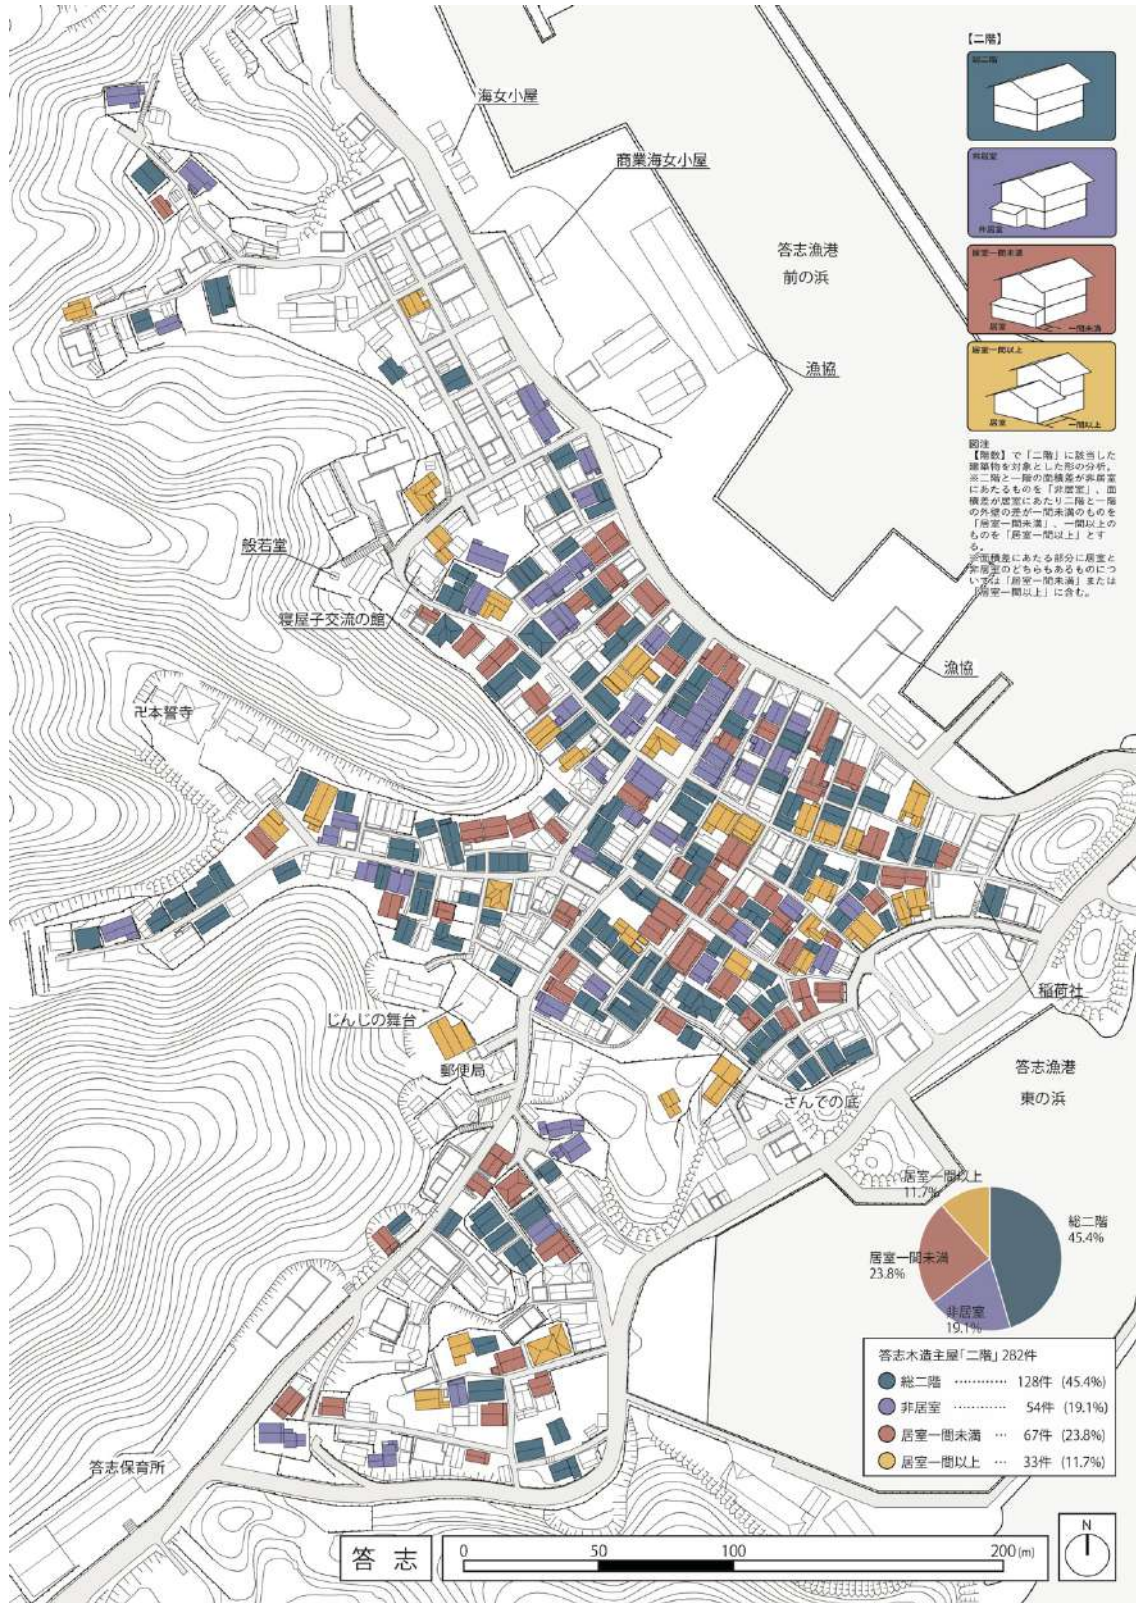 【二階】
総二階
非居室
非居室
居室一間未満
居室
一間未満
居室一間以上
居室
一間以上
図注
【階数】で「二階」に該当した
建築物を対象とした形の分析。
※二階と一階の面積差が非居室
にあたるものを「非居室」、面
積差が居室にあたり二階と一階
の外壁の差が一間未満のものを
「居室一間未満」、一間以上の
ものを「居室一間以上」とす
る。
※面積差にあたる部分に居室と
非居室のどちらもあるものにつ
いては「居室一間未満」または
「居室一間以上」に含む。
海女小屋
商業海女小屋
答志漁港
前の浜
漁協
般若堂
寝屋子交流の館
漁協
卍本誓寺
稲荷社
じんじの舞台
郵便局
さんでの底
答志漁港
東の浜
居室一間以上
11.7%
総二階
45.4%
居室一間未満
23.8%
非居室
19.1%
答志木造主屋「二階」282件
総二階 ………… 128件 (45.4%)
非居室 ………… 54件 (19.1%)
居室一間未満 … 67件 (23.8%)
居室一間以上 … 33件 (11.7%)
答志保育所
答志
0 50 100 200(m)
N